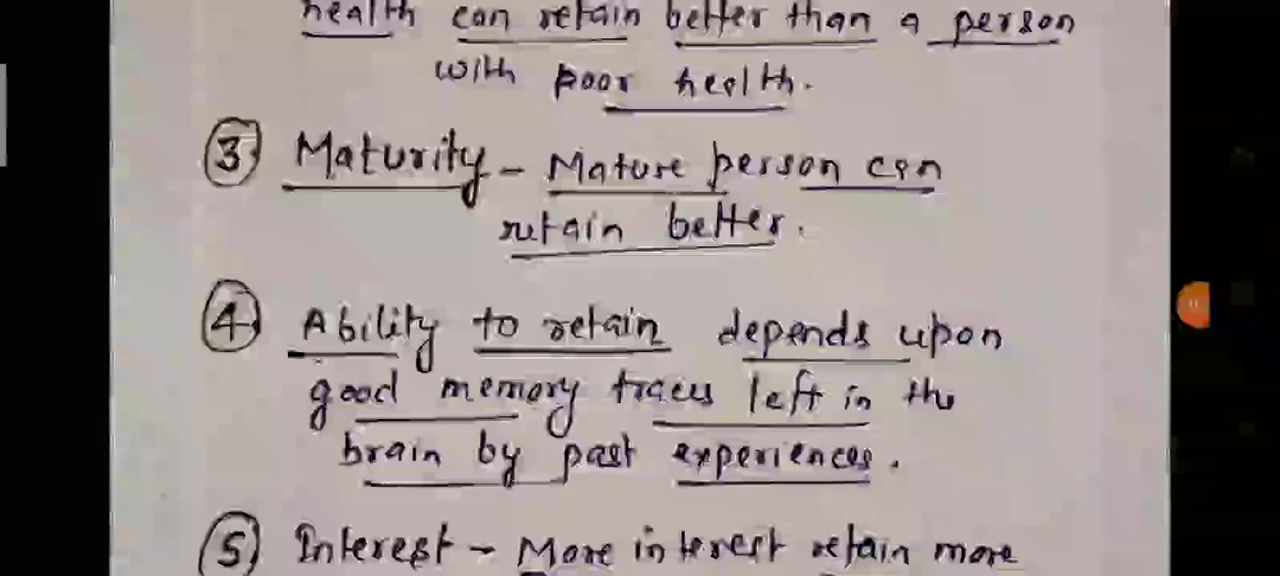 health can retain better than a person
with poor health.
③ Maturity - Mature person can
retain better.
④ Ability to retain depends upon
good memory traces left in the
brain by past experiences.
⑤ Interest - More interest retain more